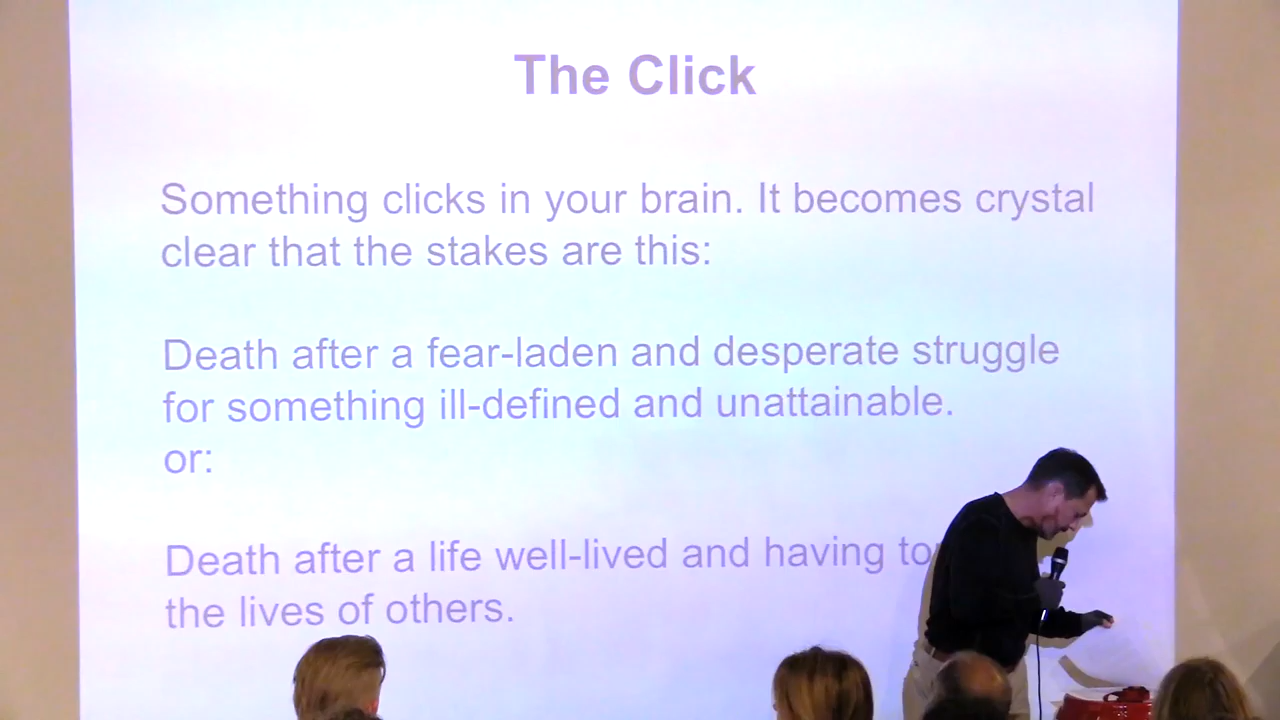 The Click
Something clicks in your brain. It becomes crystal
clear that the stakes are this:
Death after a fear-laden and desperate struggle
for something ill-defined and unattainable.
or:
Death after a life well-lived and having
the lives of others.